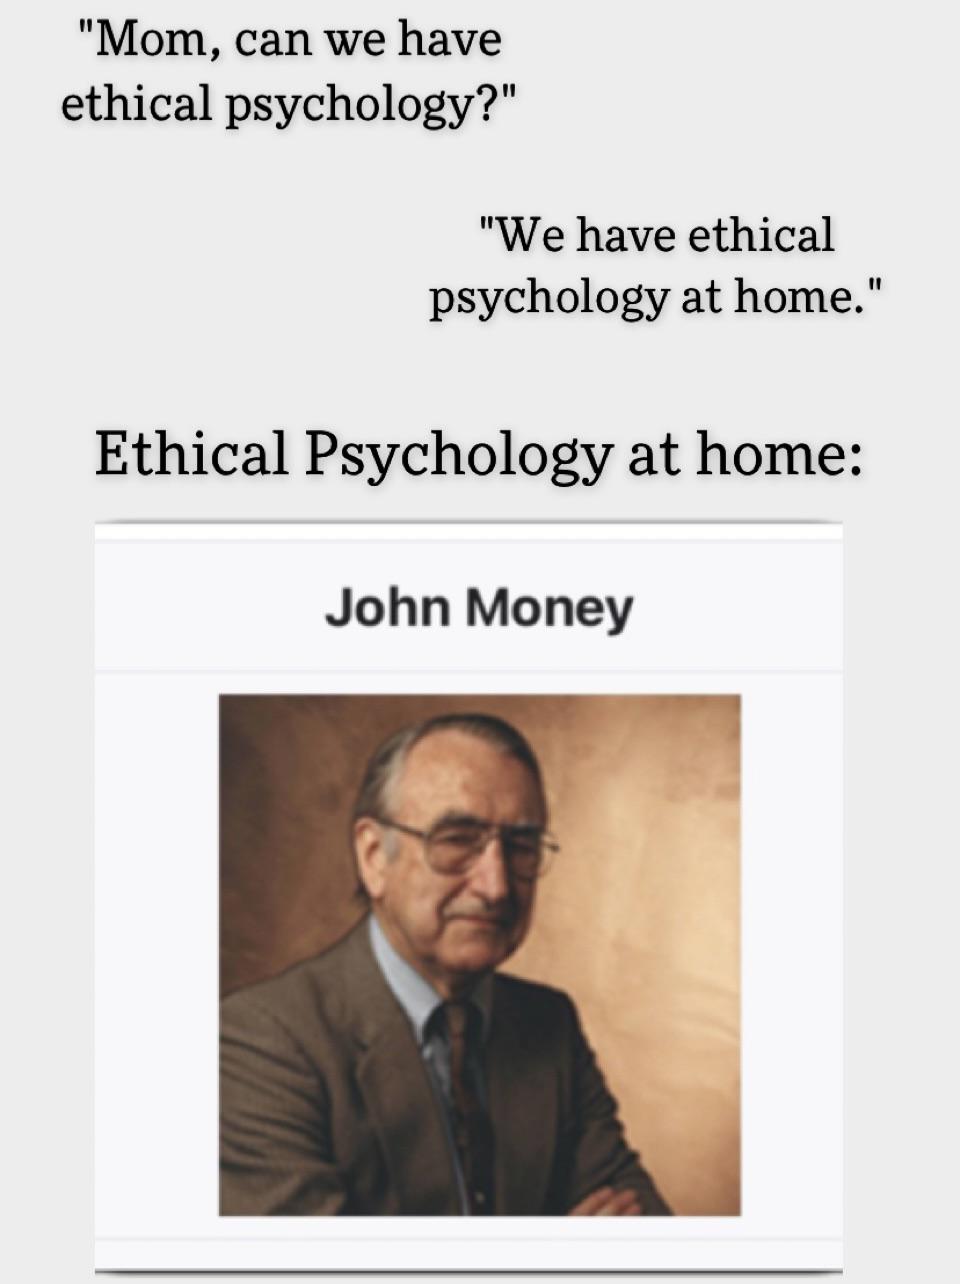 "Mom, can we have
ethical psychology?"
"We have ethical
psychology at home."
Ethical Psychology at home:
John Money